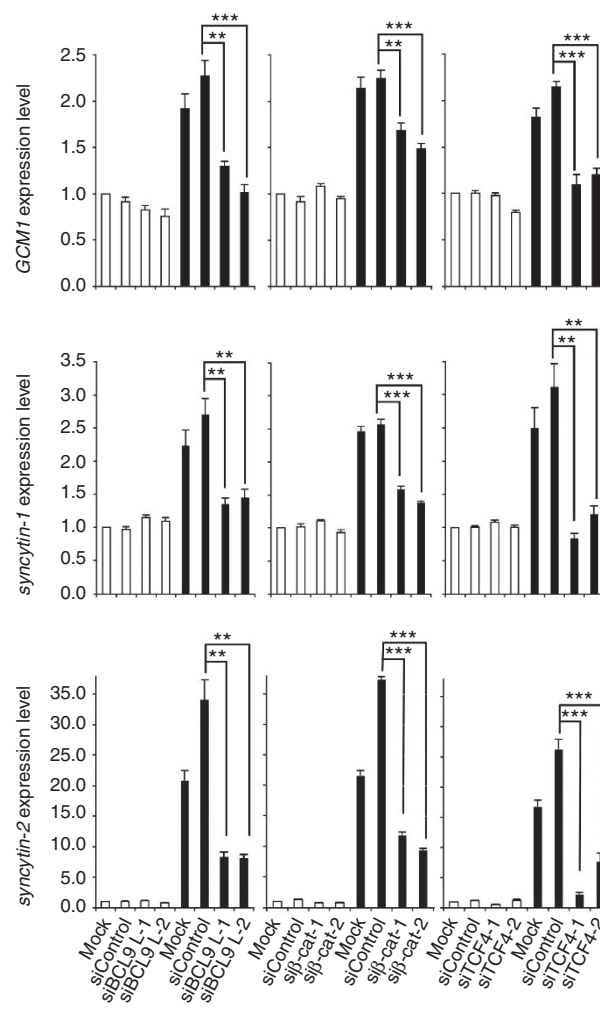 ***
**
***
**
***
***
2.5
2.0
1.5
1.0
0.5
0.0
GCM1 expression level
**
**
***
***
**
**
3.5
3.0
2.5
2.0
1.5
1.0
0.5
0.0
syncytin-1 expression level
**
**
***
***
***
***
35.0
30.0
25.0
20.0
15.0
10.0
5.0
0.0
syncytin-2 expression level
Mock
siControl
siBCL9 L-1
siBCL9 L-2
Mock
siControl
siBCL9 L-1
siBCL9 L-2
Mock
siControl
siβ-cat-1
siβ-cat-2
Mock
siControl
siβ-cat-1
siβ-cat-2
Mock
siControl
siTCF4-1
siTCF4-2
Mock
siControl
siTCF4-1
siTCF4-2